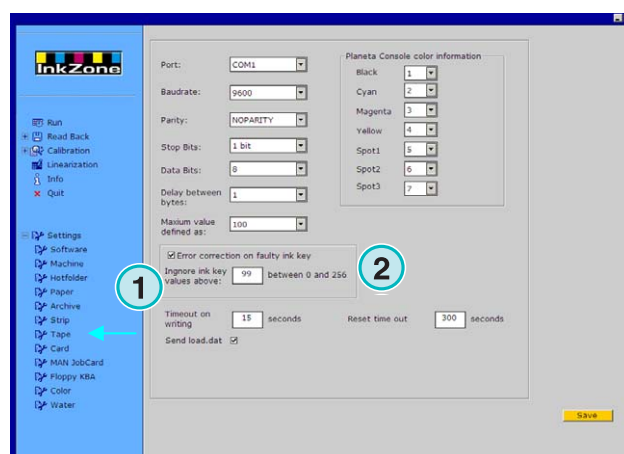 InkZone
Run
Read Back
Calibration
Linearization
Info
Quit
Settings
Software
Machine
Hotfolder
Paper
Archive
Strip
Tape
Card
MAN JobCard
Floppy KBA
Color
Water
Port: COM1
Baudrate: 9600
Parity: NOPARITY
Stop Bits: 1 bit
Data Bits: 8
Delay between
bytes: 1
Maxium value
defined as: 100
Planeta Console color information
Black 1
Cyan 2
Magenta 3
Yellow 4
Spot1 5
Spot2 6
Spot3 7
Error correction on faulty ink key
Ingnore ink key
values above: 99 between 0 and 256
1
2
Timeout on
writing 15 seconds
Reset time out 300 seconds
Send load.dat
Save